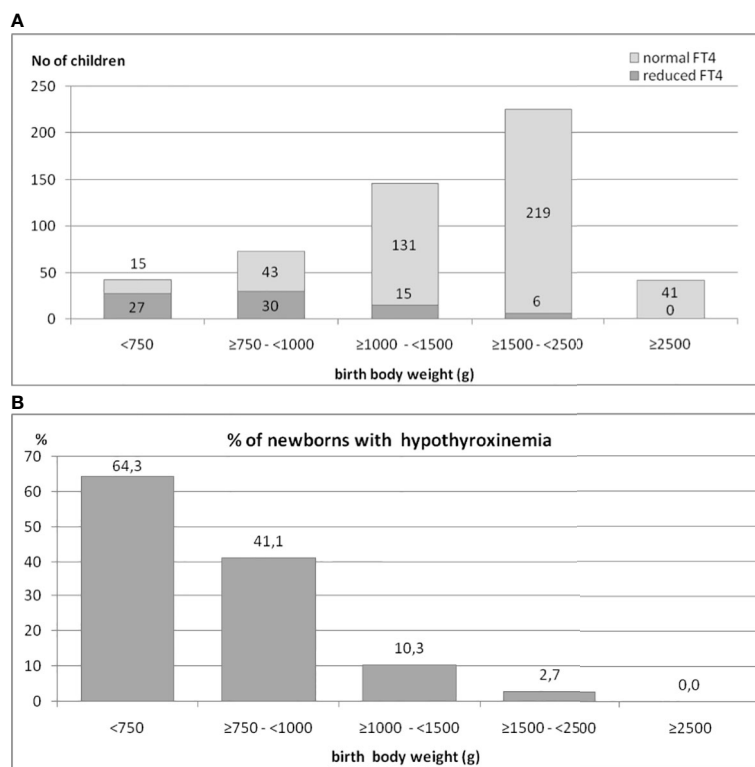 A
No of children
normal FT4
reduced FT4
250
200
150
100
50
0
15
27
43
30
131
15
219
6
41
0
<750
≥750 - <1000
≥1000 - <1500
≥1500 - <2500
≥2500
birth body weight (g)
B
%
% of newborns with hypothyroxinemia
70
60
50
40
30
20
10
0
64,3
41,1
10,3
2,7
0,0
<750
≥750 - <1000
≥1000 - <1500
≥1500 - <2500
≥2500
birth body weight (g)